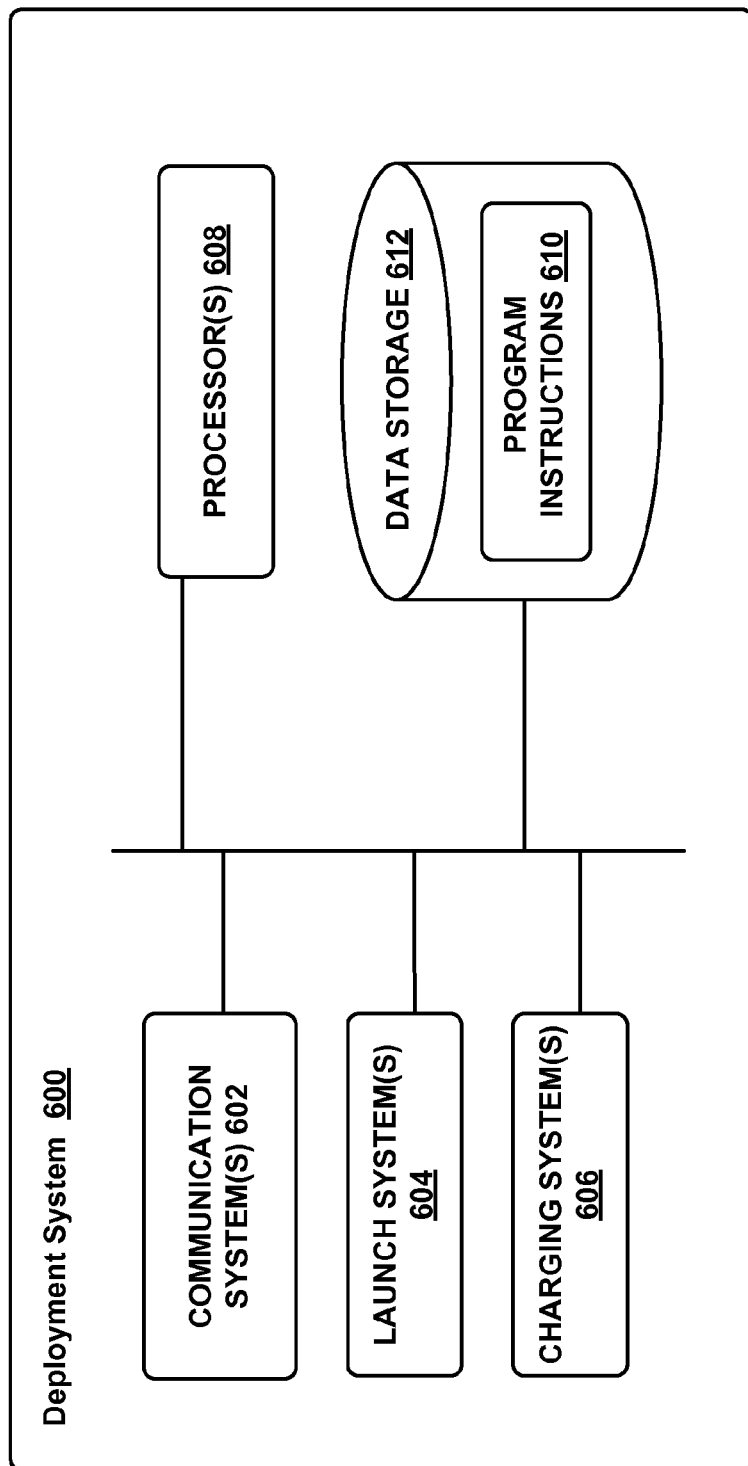 Deployment System 600
COMMUNICATION
SYSTEM(S) 602
LAUNCH SYSTEM(S)
604
CHARGING SYSTEM(S)
606
PROCESSOR(S) 608
DATA STORAGE 612
PROGRAM
INSTRUCTIONS 610